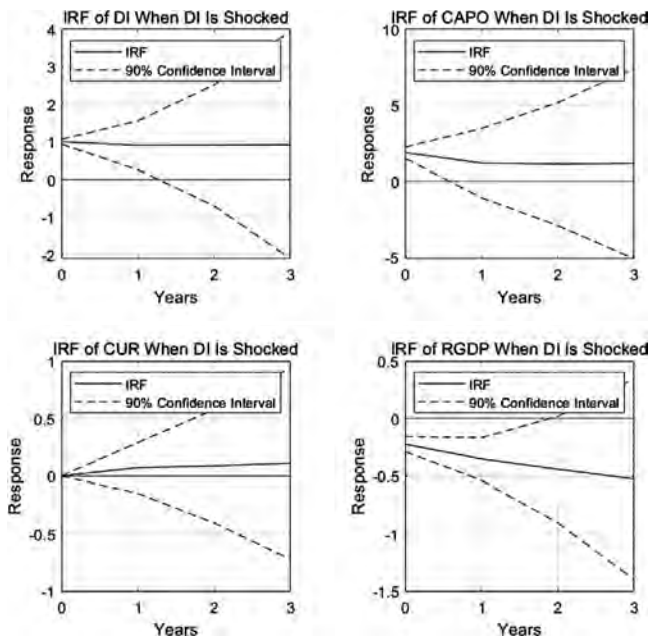 IRF of DI When DI Is Shocked
4
3
2
1
0
-1
-2
IRF
90% Confidence Interval
Response
0 1 2 3
Years
IRF of CAPO When DI Is Shocked
10
5
0
-5
IRF
90% Confidence Interval
Response
0 1 2 3
Years
IRF of CUR When DI Is Shocked
1
0.5
0
-0.5
-1
IRF
90% Confidence Interval
Response
0 1 2 3
Years
IRF of RGDP When DI Is Shocked
0.5
0
-0.5
-1
-1.5
IRF
90% Confidence Interval
Response
0 1 2 3
Years